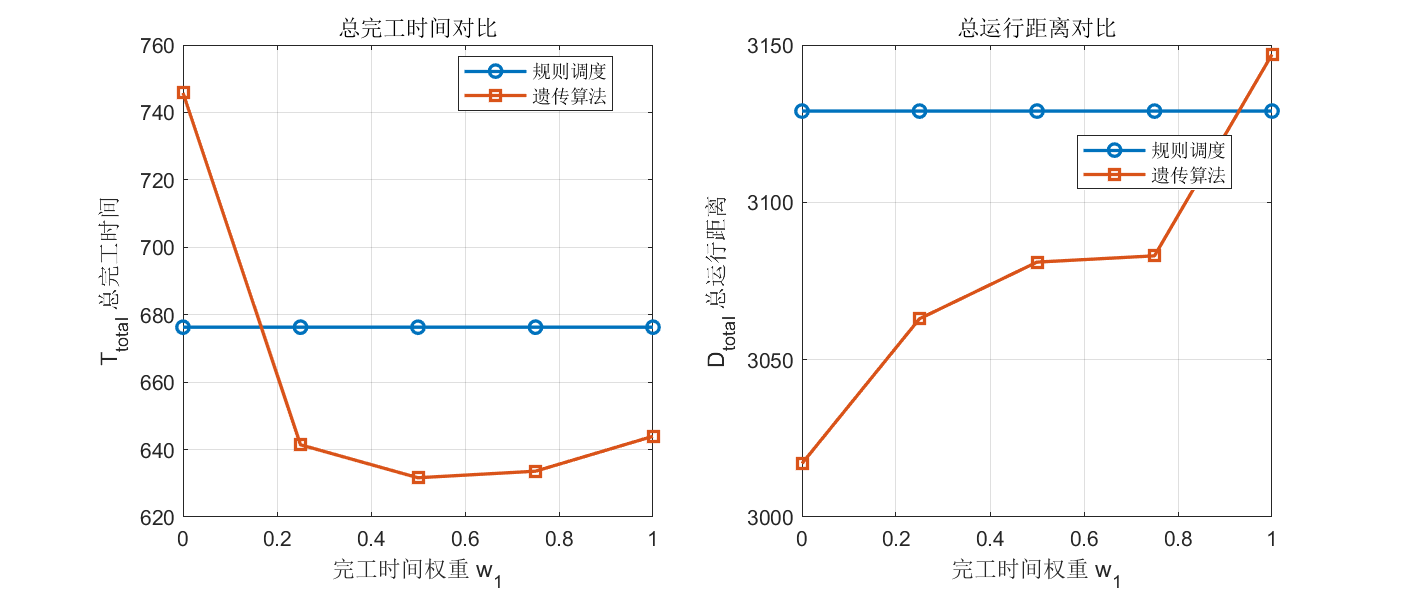 总完工时间对比
760
740
720
700
680
660
640
620
T_total 总完工时间
规则调度
遗传算法
0 0.2 0.4 0.6 0.8 1
完工时间权重 w_1
总运行距离对比
3150
3100
3050
3000
D_total 总运行距离
规则调度
遗传算法
0 0.2 0.4 0.6 0.8 1
完工时间权重 w_1